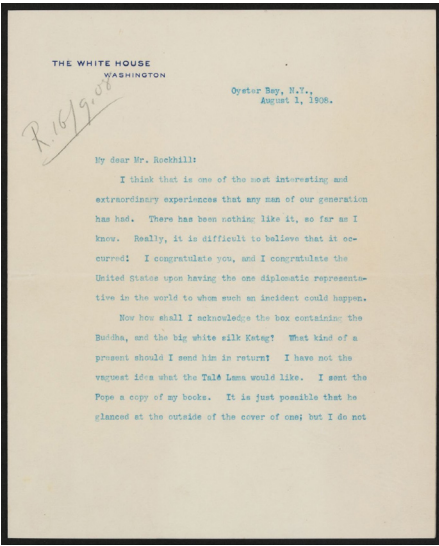 THE WHITE HOUSE
WASHINGTON
R. 16/9.08
Oyster Bay, N.Y.,
August 1, 1908.
My dear Mr. Rockhill:
I think that is one of the most interesting and
extraordinary experiences that any man of our generation
has had. There has been nothing like it, so far as I
know. Really, it is difficult to believe that it oc-
curred! I congratulate you, and I congratulate the
United States upon having the one diplomatic representa-
tive in the world to whom such an incident could happen.
Now how shall I acknowledge the box containing the
Buddha, and the big white silk Katag? What kind of a
present should I send him in return? I have not the
vaguest idea what the Talé Lama would like. I sent the
Pope a copy of my books. It is just possible that he
glanced at the outside of the cover of one; but I do not